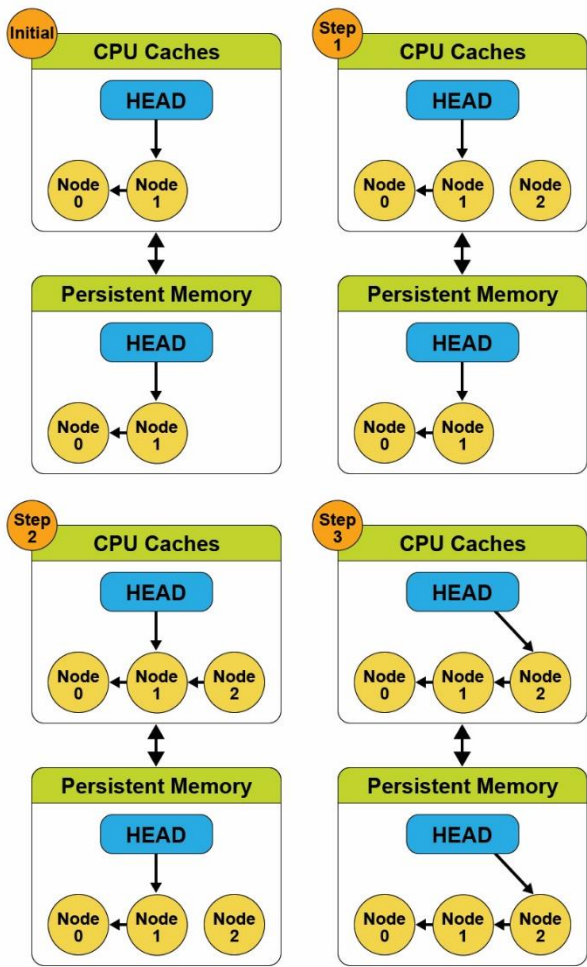 Initial
CPU Caches
HEAD
Node
0
Node
1
Persistent Memory
HEAD
Node
0
Node
1
Step
1
CPU Caches
HEAD
Node
0
Node
1
Node
2
Persistent Memory
HEAD
Node
0
Node
1
Step
2
CPU Caches
HEAD
Node
0
Node
1
Node
2
Persistent Memory
HEAD
Node
0
Node
1
Node
2
Step
3
CPU Caches
HEAD
Node
0
Node
1
Node
2
Persistent Memory
HEAD
Node
0
Node
1
Node
2